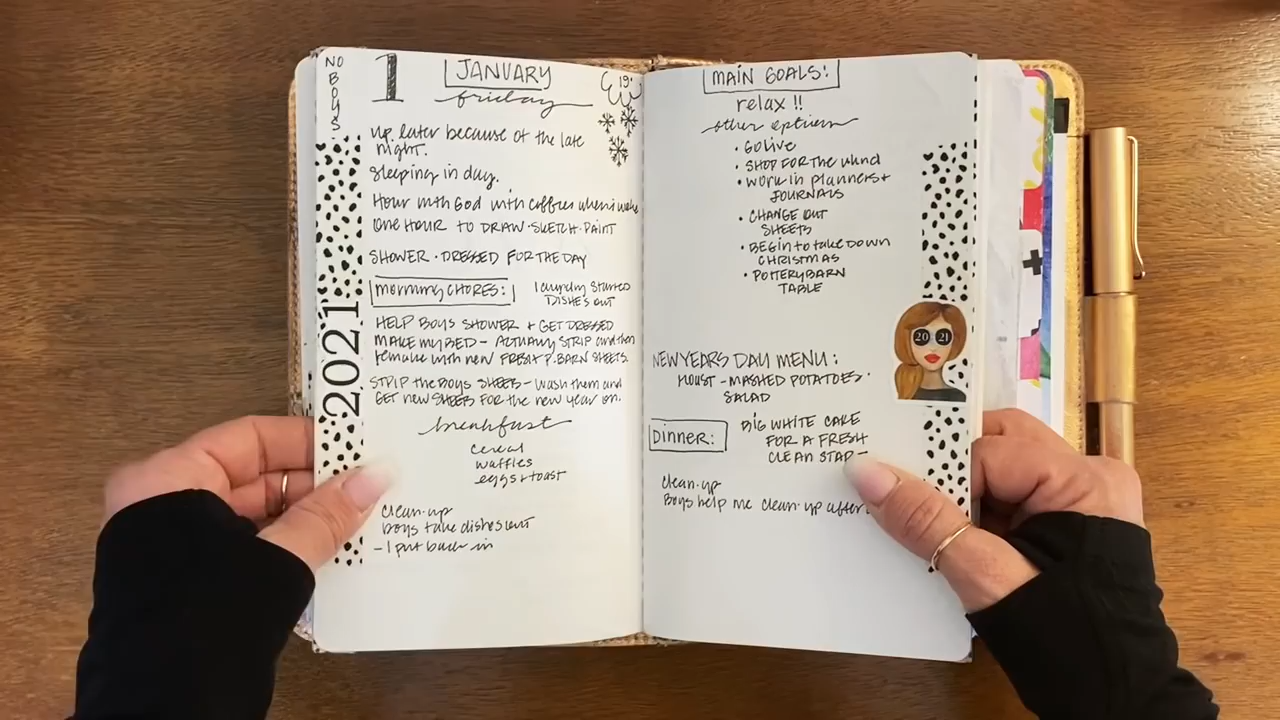 NO BOYS
1
JANUARY
friday
19°
up later because of the late
night.
Sleeping in day.
Hour with God with coffee when i wake
ONE HOUR TO DRAW·SKETCH·PAINT
SHOWER · DRESSED FOR THE DAY
morning CHORES:
laundry started
DISHES OUT
HELP BOYS SHOWER + GET DRESSED
MAKE MY BED - ACTUALLY STRIP and then
remake with new FRESH P. BARN SHEETS.
STRIP the BOYS SHEETS - wash them and
GET new SHEETS FOR the new year on.
breakfast
cereal
waffles
eggs + toast
clean·up
boys take dishes out
- I put back in
2021
MAIN GOALS:
relax !!
other options
• GO live
• SHOP FOR the
• work in planners +
JOURNALS
• CHANGE OUT
SHEETS
• BEGIN to take DOWN
CHRISTMAS
• POTTERY BARN
TABLE
20 21
NEW YEARS DAY MENU:
- MASHED POTATOES ·
SALAD
Dinner:
BIG WHITE CAKE
FOR A FRESH
CLEAN START
clean·up
Boys help me clean·up after.